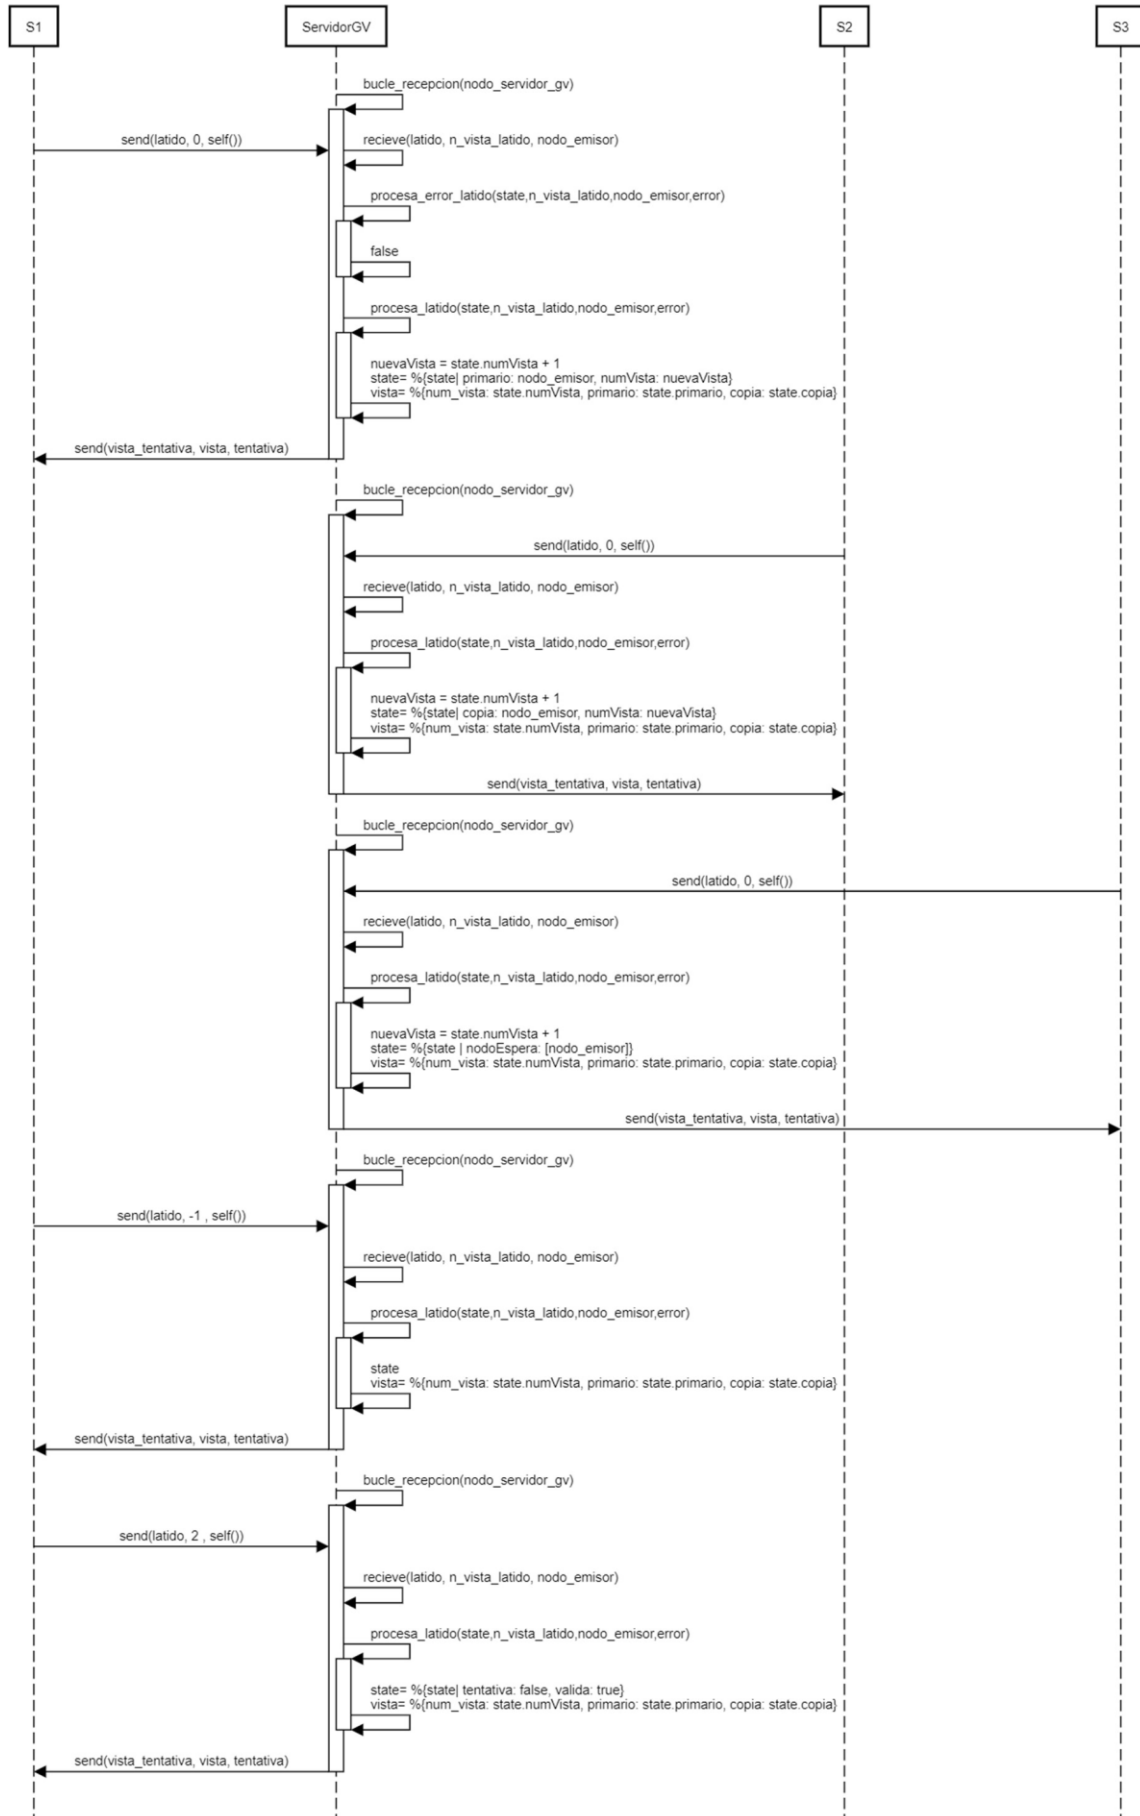 S1
ServidorGV
S2
S3
bucle_recepcion(nodo_servidor_gv)
send(latido, 0, self())
recieve(latido, n_vista_latido, nodo_emisor)
procesa_error_latido(state,n_vista_latido,nodo_emisor,error)
false
procesa_latido(state,n_vista_latido,nodo_emisor,error)
nuevaVista = state.numVista + 1
state= %{state| primario: nodo_emisor, numVista: nuevaVista}
vista= %{num_vista: state.numVista, primario: state.primario, copia: state.copia}
send(vista_tentativa, vista, tentativa)
bucle_recepcion(nodo_servidor_gv)
send(latido, 0, self())
recieve(latido, n_vista_latido, nodo_emisor)
procesa_latido(state,n_vista_latido,nodo_emisor,error)
nuevaVista = state.numVista + 1
state= %{state| copia: nodo_emisor, numVista: nuevaVista}
vista= %{num_vista: state.numVista, primario: state.primario, copia: state.copia}
send(vista_tentativa, vista, tentativa)
bucle_recepcion(nodo_servidor_gv)
send(latido, 0, self())
recieve(latido, n_vista_latido, nodo_emisor)
procesa_latido(state,n_vista_latido,nodo_emisor,error)
nuevaVista = state.numVista + 1
state= %{state | nodoEspera: [nodo_emisor]}
vista= %{num_vista: state.numVista, primario: state.primario, copia: state.copia}
send(vista_tentativa, vista, tentativa)
bucle_recepcion(nodo_servidor_gv)
send(latido, -1 , self())
recieve(latido, n_vista_latido, nodo_emisor)
procesa_latido(state,n_vista_latido,nodo_emisor,error)
state
vista= %{num_vista: state.numVista, primario: state.primario, copia: state.copia}
send(vista_tentativa, vista, tentativa)
bucle_recepcion(nodo_servidor_gv)
send(latido, 2 , self())
recieve(latido, n_vista_latido, nodo_emisor)
procesa_latido(state,n_vista_latido,nodo_emisor,error)
state= %{state| tentativa: false, valida: true}
vista= %{num_vista: state.numVista, primario: state.primario, copia: state.copia}
send(vista_tentativa, vista, tentativa)